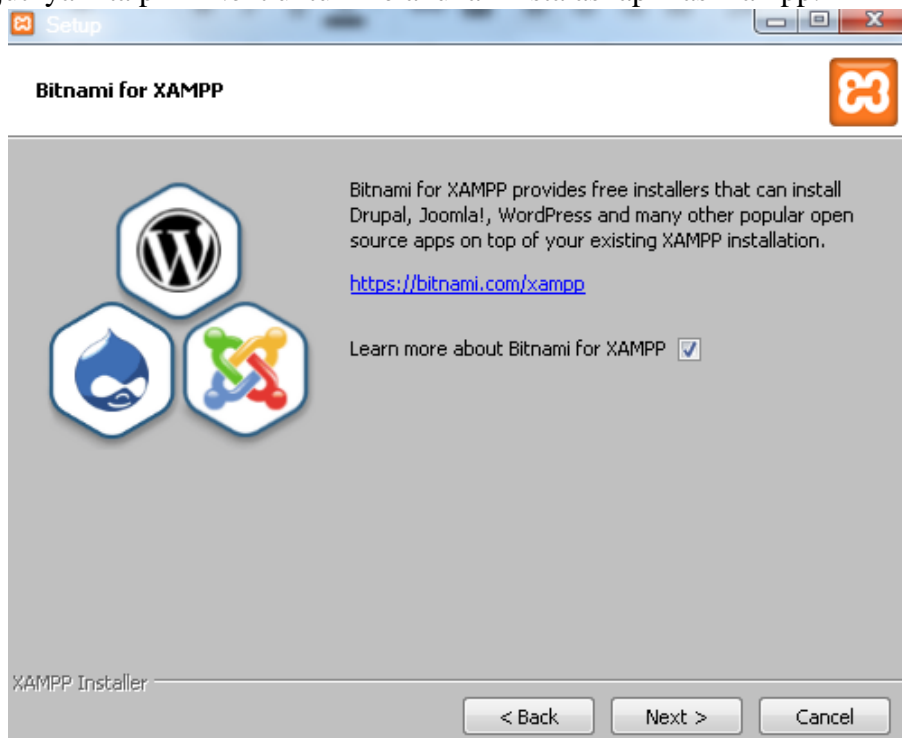 Setup
Bitnami for XAMPP
Bitnami for XAMPP provides free installers that can install
Drupal, Joomla!, WordPress and many other popular open
source apps on top of your existing XAMPP installation.
https://bitnami.com/xampp
Learn more about Bitnami for XAMPP
XAMPP Installer
< Back
Next >
Cancel